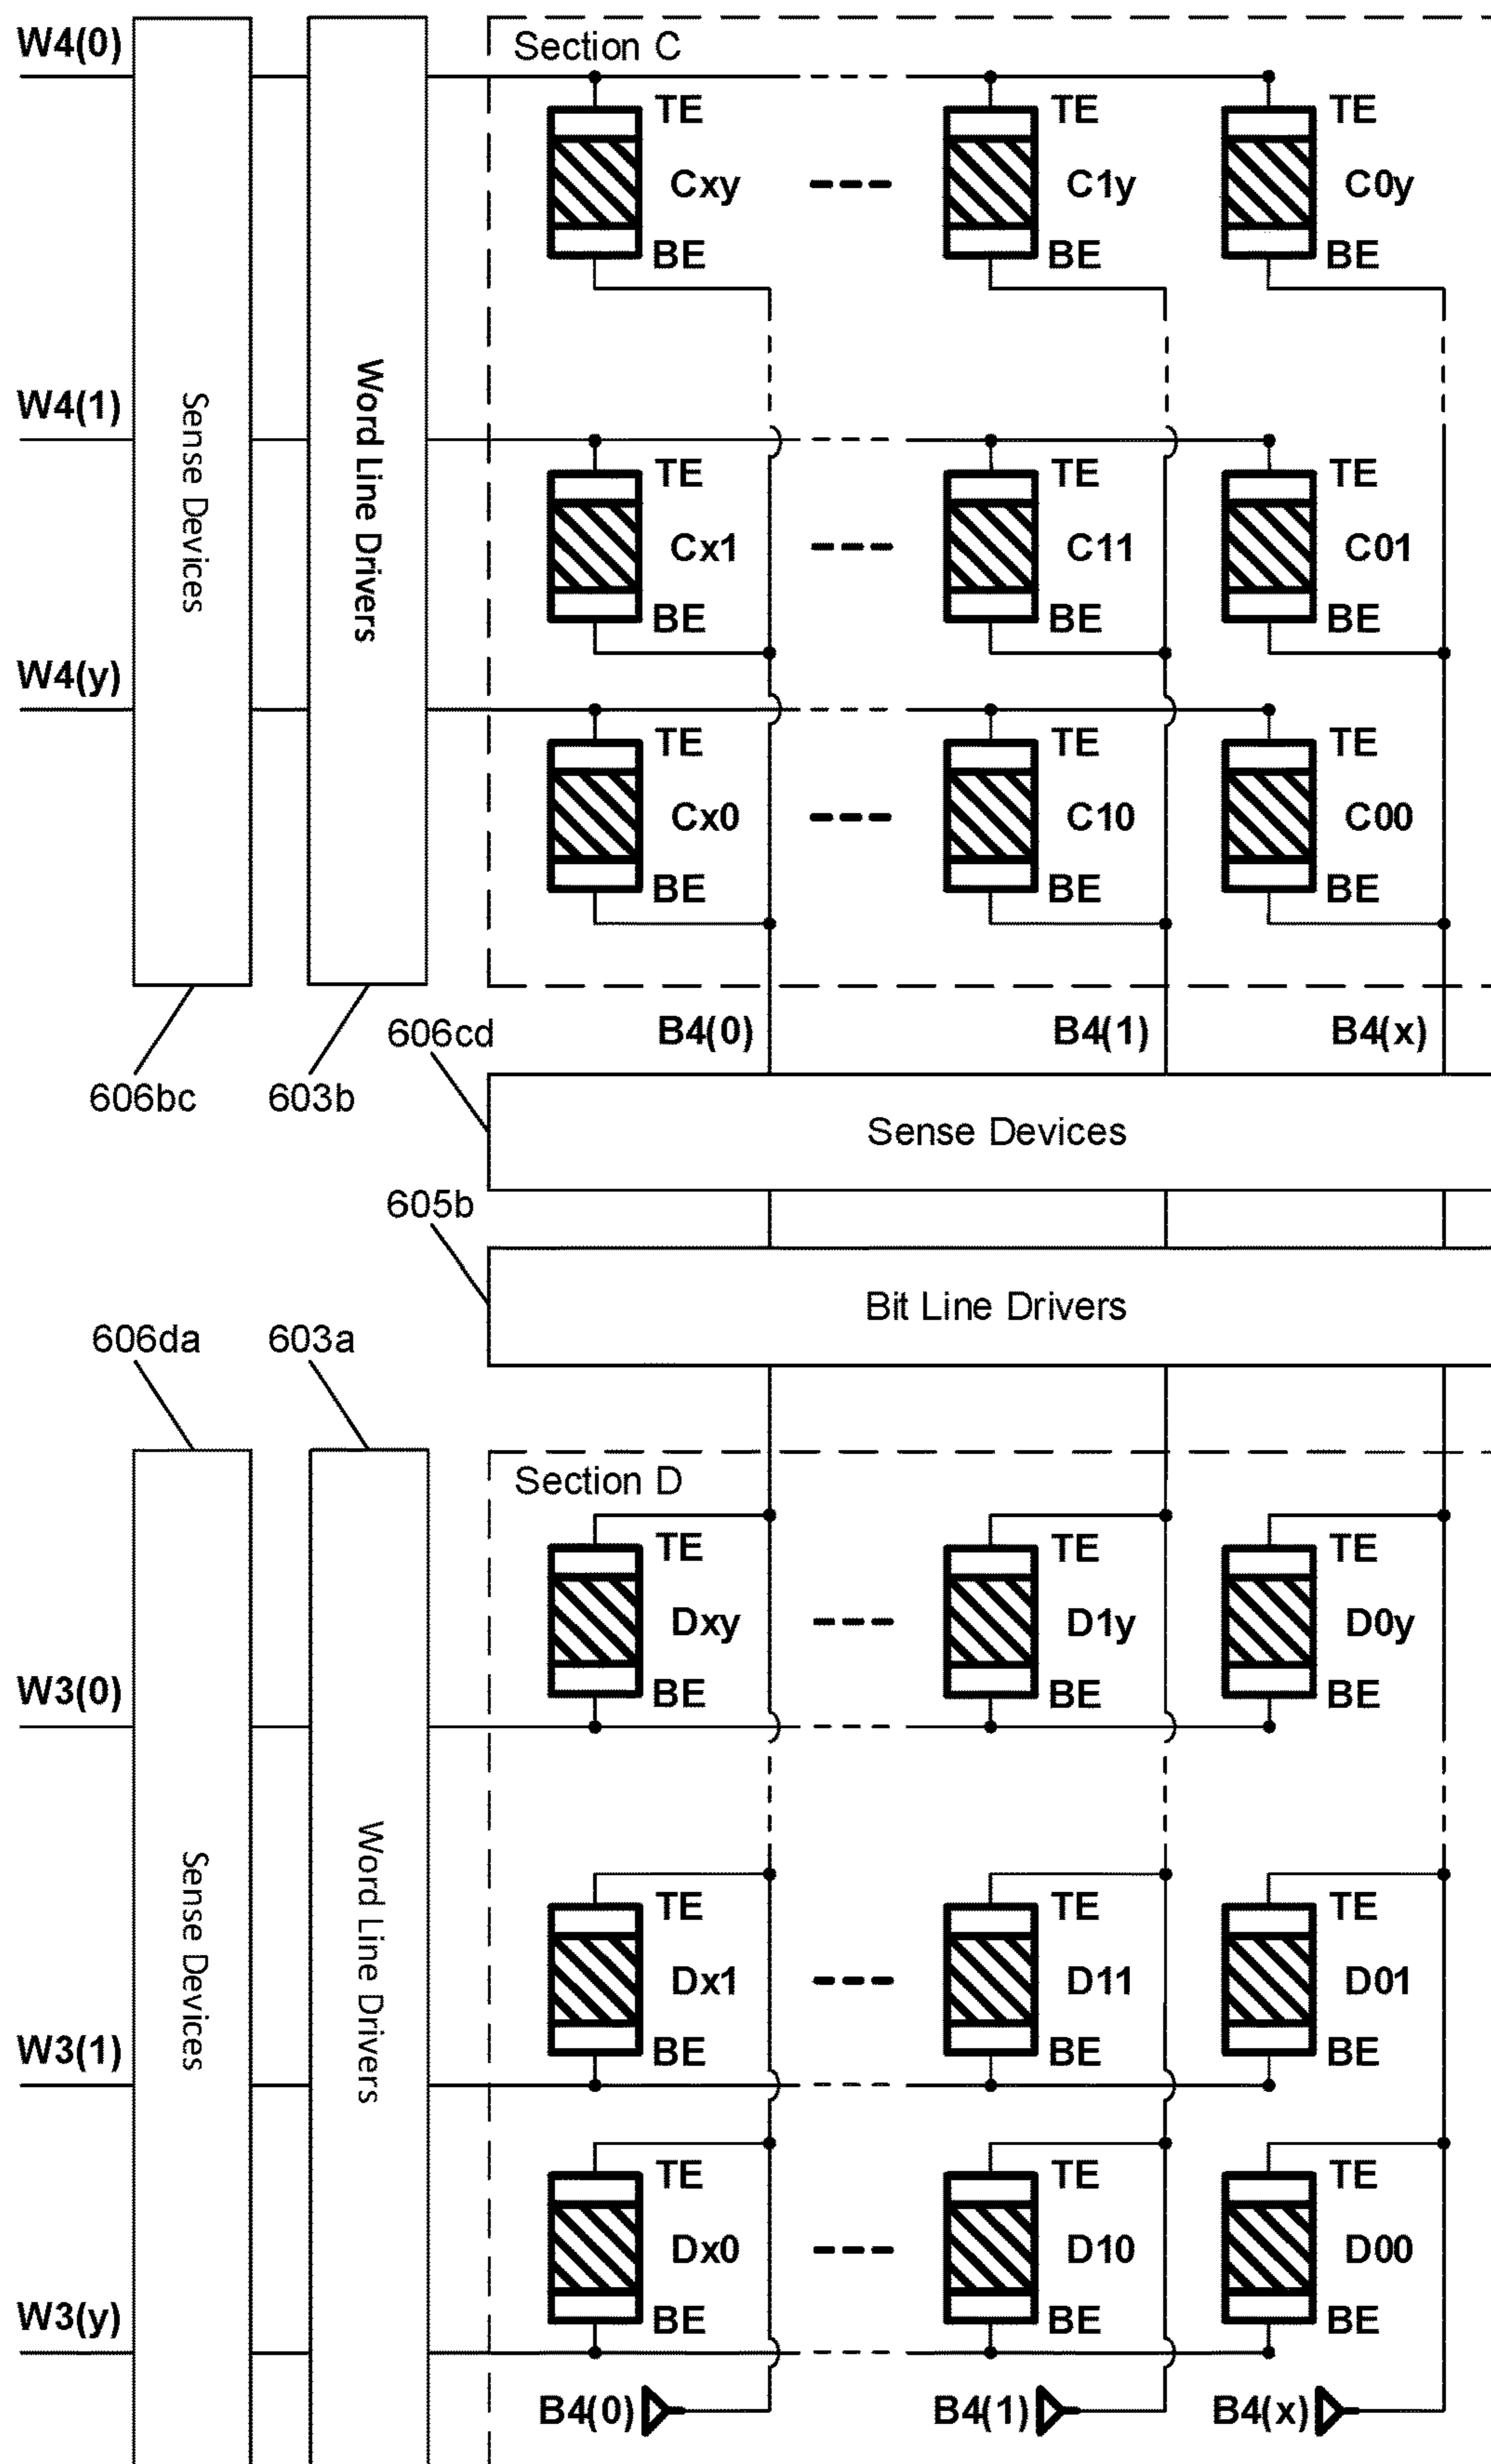 W4(0)
Section C
TE TE TE
Cxy C1y C0y
BE BE BE
W4(1)
Sense Devices
Word Line Drivers
TE TE TE
Cx1 C11 C01
BE BE BE
W4(y)
TE TE TE
Cx0 C10 C00
BE BE BE
606bc 603b
606cd
B4(0) B4(1) B4(x)
Sense Devices
605b
Bit Line Drivers
606da 603a
Section D
TE TE TE
Dxy D1y D0y
W3(0)
BE BE BE
Sense Devices
Word Line Drivers
TE TE TE
Dx1 D11 D01
W3(1)
BE BE BE
TE TE TE
Dx0 D10 D00
W3(y)
BE BE BE
B4(0) B4(1) B4(x)